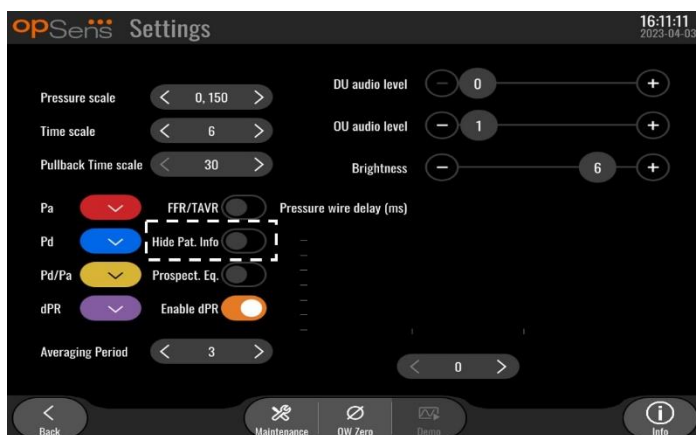 opSens Settings
16:11:11
2023-04-03
Pressure scale < 0, 150 >
Time scale < 6 >
Pullback Time scale < 30 >
DU audio level - 0 +
OU audio level - 1 +
Brightness - 6 +
Pa
FFR/TAVR
Pressure wire delay (ms)
Pd
Hide Pat. Info
Pd/Pa
Prospect. Eq.
dPR
Enable dPR
Averaging Period < 3 >
< 0 >
Back
Maintenance
OW Zero
Demo
Info